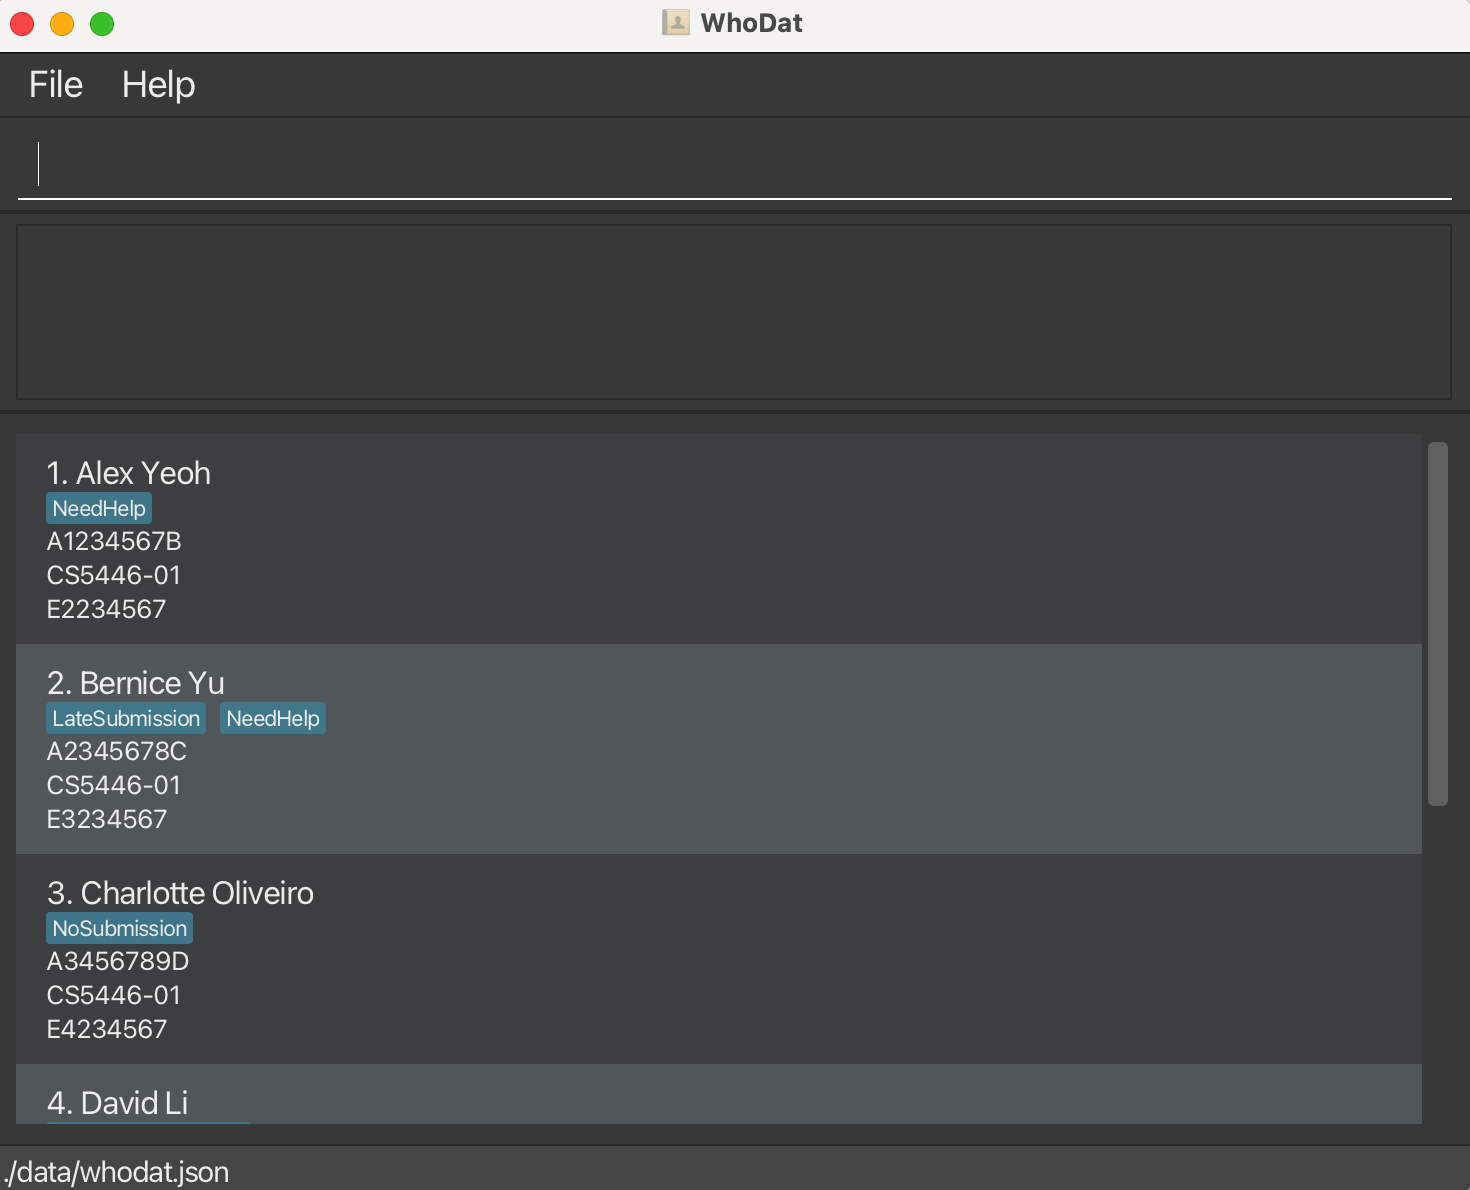 WhoDat
File Help
1. Alex Yeoh
NeedHelp
A1234567B
CS5446-01
E2234567
2. Bernice Yu
LateSubmission NeedHelp
A2345678C
CS5446-01
E3234567
3. Charlotte Oliveiro
NoSubmission
A3456789D
CS5446-01
E4234567
4. David Li
./data/whodat.json